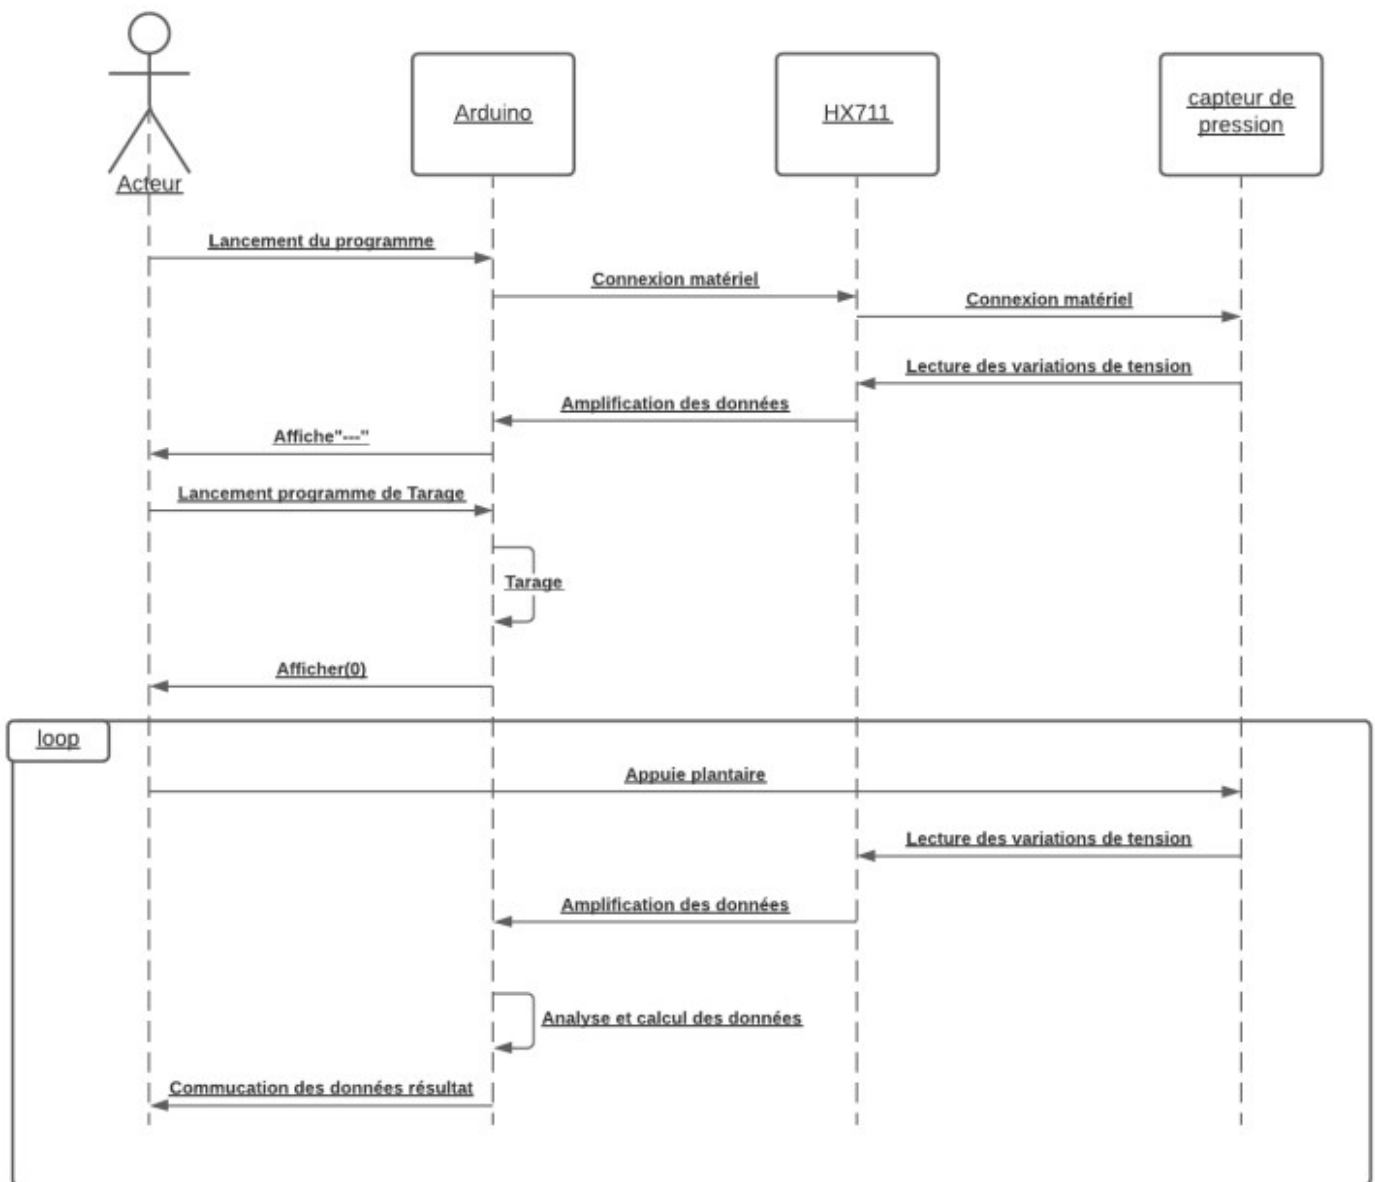 Acteur
Arduino
HX711
capteur de
pression
Lancement du programme
Connexion matériel
Connexion matériel
Lecture des variations de tension
Amplification des données
Affiche"---"
Lancement programme de Tarage
Tarage
Afficher(0)
loop
Appuie plantaire
Lecture des variations de tension
Amplification des données
Analyse et calcul des données
Commucation des données résultat